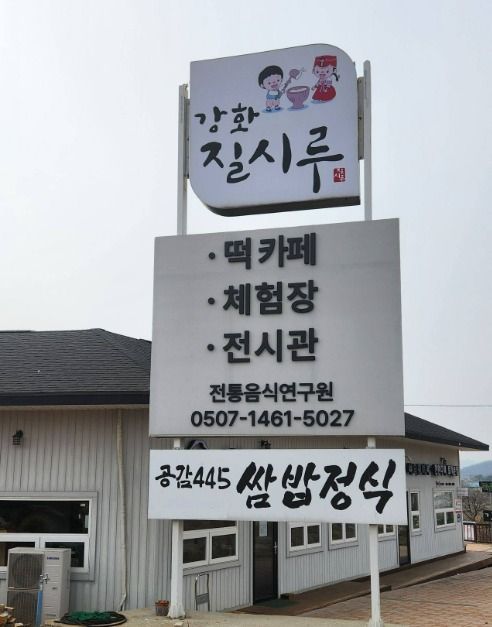 강화
질시루
· 떡카페
· 체험장
· 전시관
전통음식연구원
0507-1461-5027
공감445 쌈밥정식